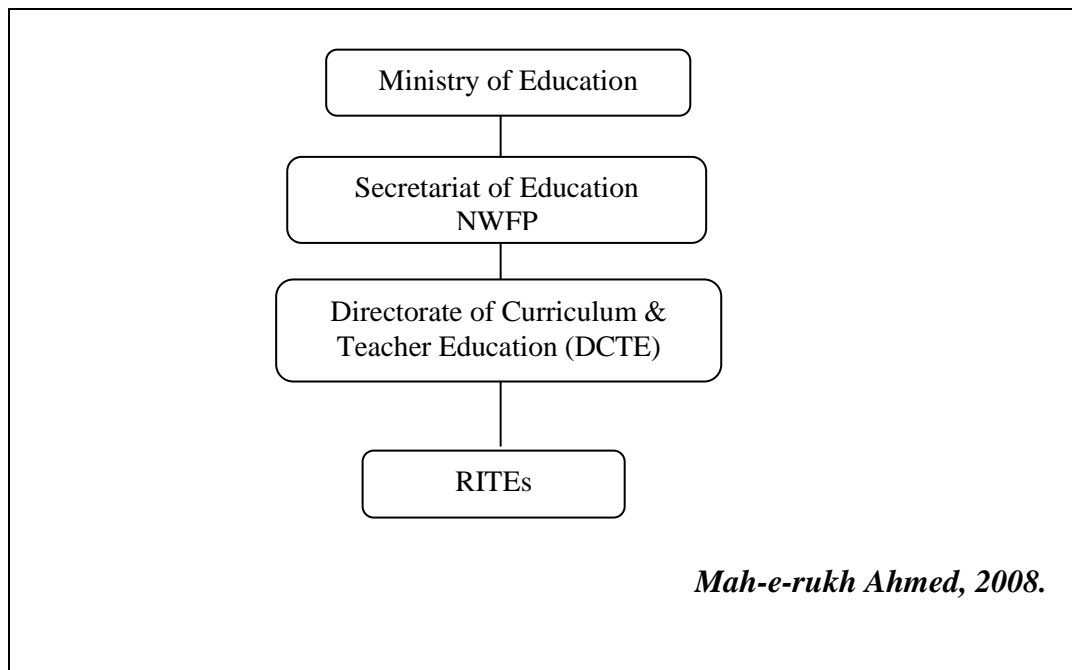 Ministry of Education
Secretariat of Education
NWFP
Directorate of Curriculum &
Teacher Education (DCTE)
RITEs
Mah-e-rukh Ahmed, 2008.